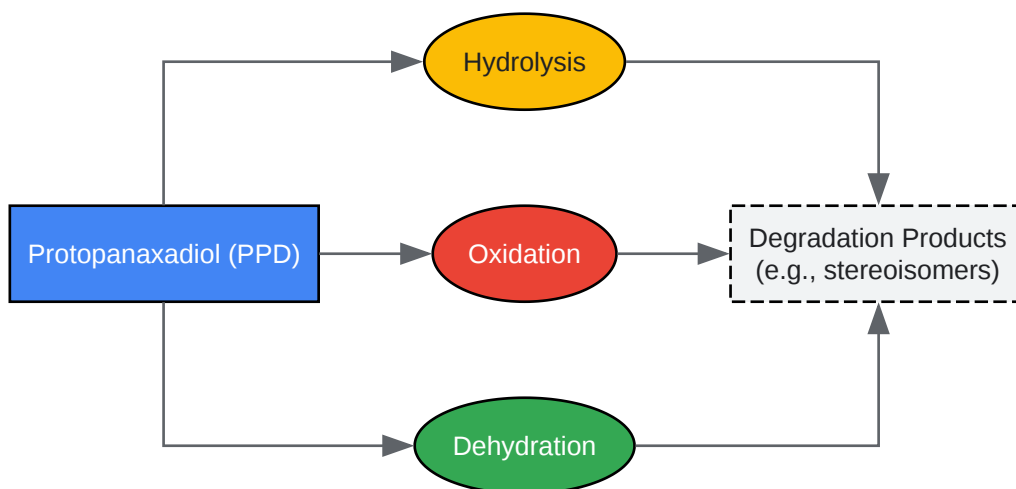 Hydrolysis
Protopanaxadiol (PPD)
Oxidation
Degradation Products
(e.g., stereoisomers)
Dehydration